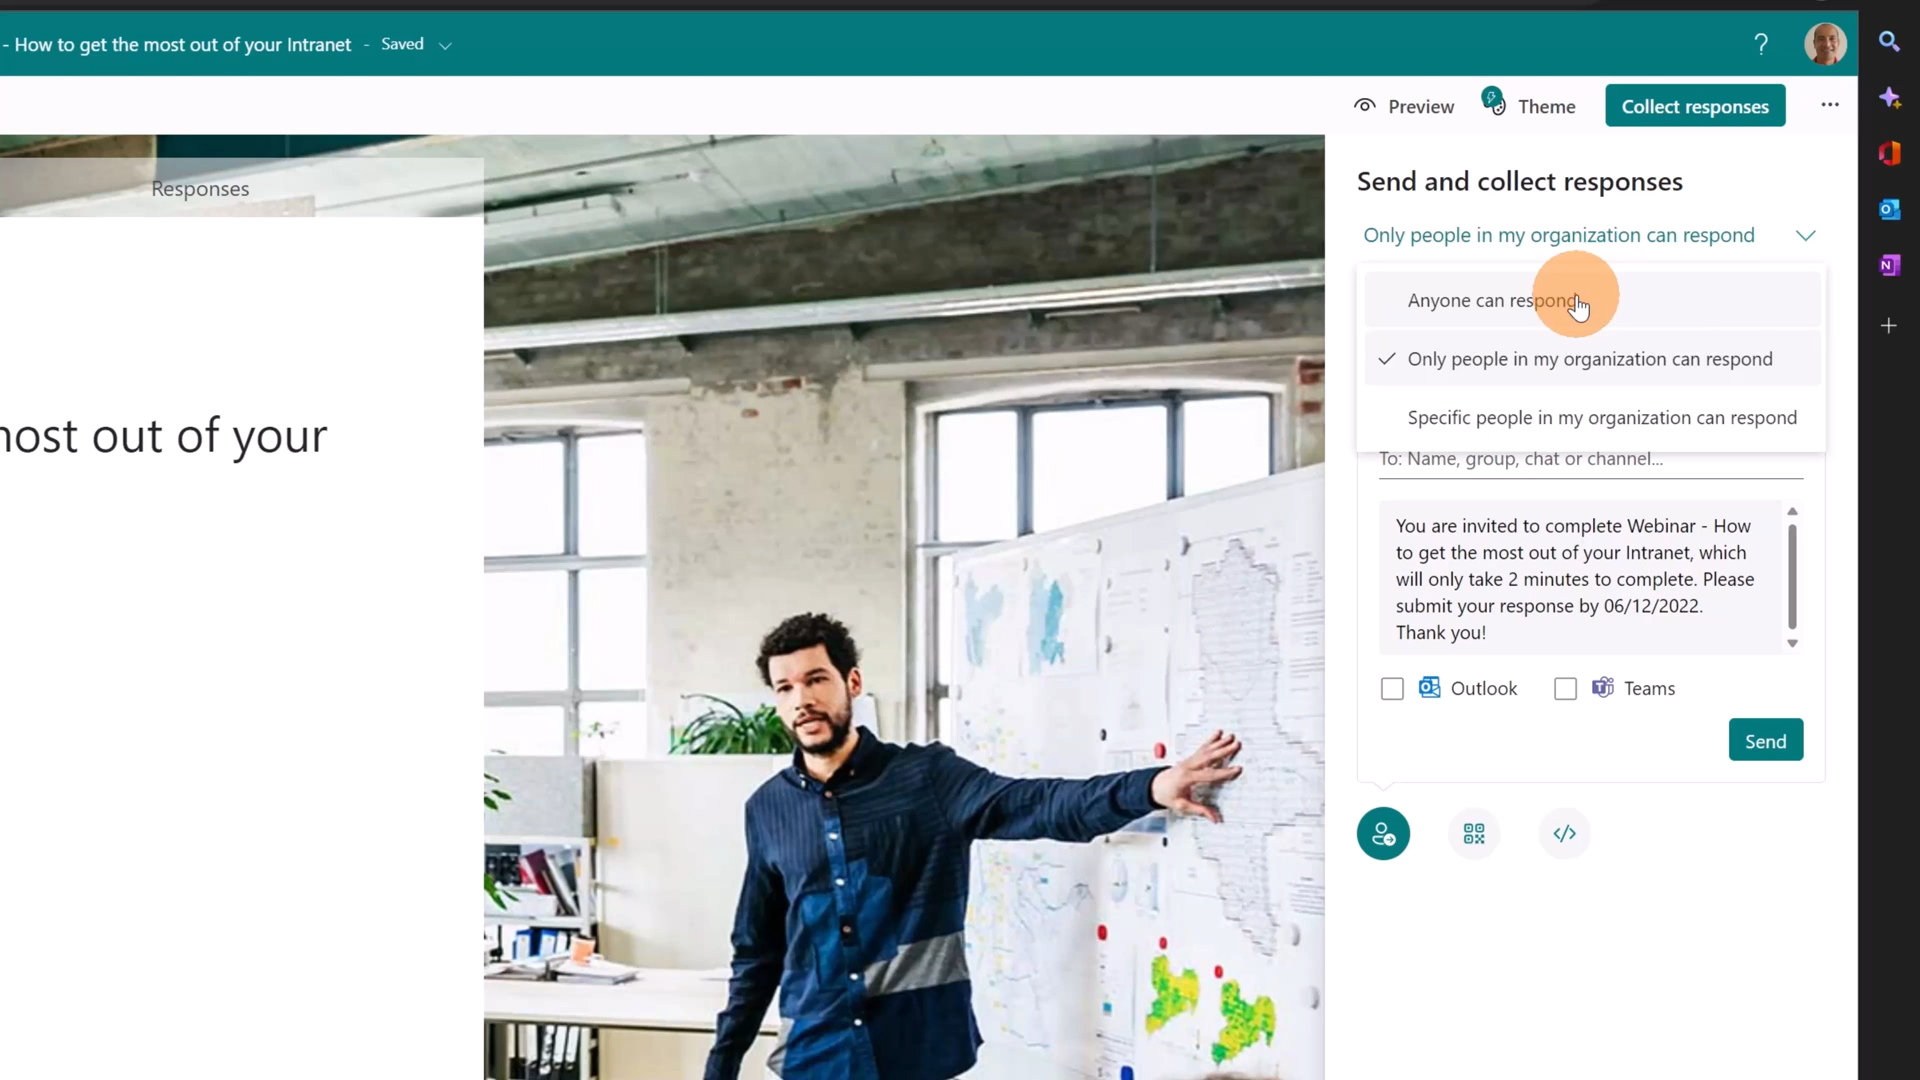 - How to get the most out of your Intranet - Saved
?
Preview
Theme
Collect responses
Responses
Send and collect responses
Only people in my organization can respond
Anyone can respond
Only people in my organization can respond
Specific people in my organization can respond
most out of your
To: Name, group, chat or channel...
You are invited to complete Webinar - How
to get the most out of your Intranet, which
will only take 2 minutes to complete. Please
submit your response by 06/12/2022.
Thank you!
Outlook
Teams
Send